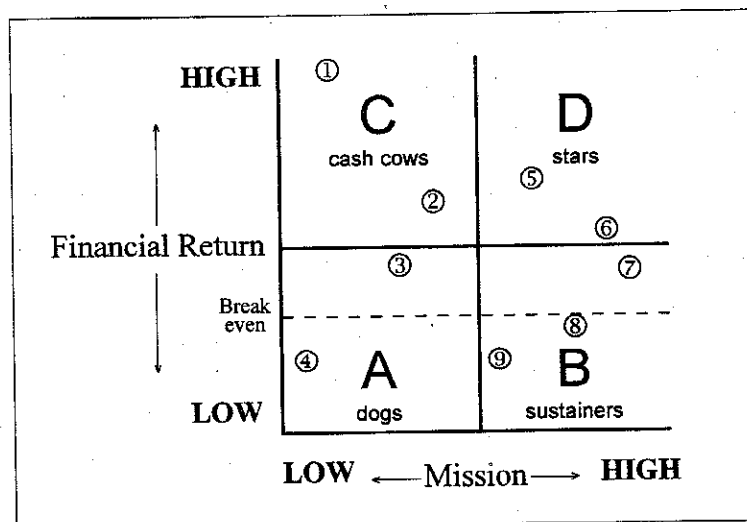 HIGH
①
C
cash cows
D
stars
⑤
②
⑥
Financial Return
③
⑦
Break
even
⑧
④
A
dogs
⑨
B
sustainers
LOW
LOW
Mission
HIGH